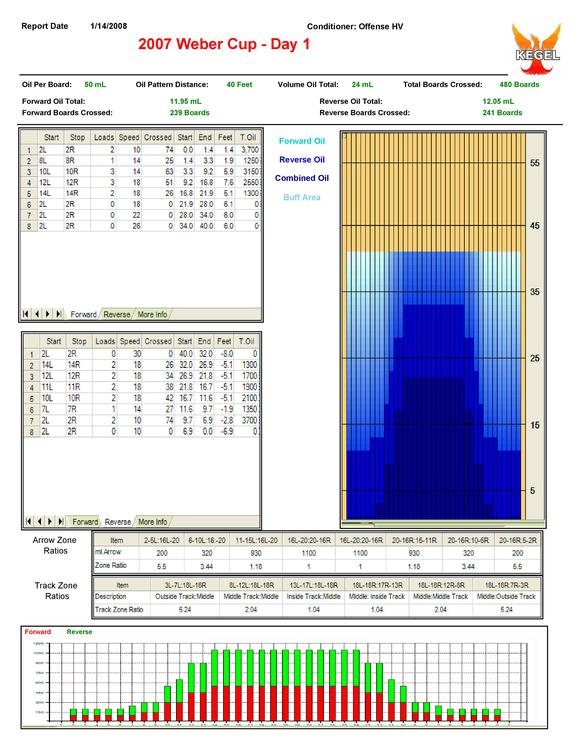 Report Date 1/14/2008 Conditioner: Offense HV
2007 Weber Cup - Day 1
KEGEL
Oil Per Board: 50 mL Oil Pattern Distance: 40 Feet Volume Oil Total: 24 mL Total Boards Crossed: 480 Boards
Forward Oil Total: 11.95 mL Reverse Oil Total: 12.05 mL
Forward Boards Crossed: 239 Boards Reverse Boards Crossed: 241 Boards
Start Stop Loads Speed Crossed Start End Feet T.Oil
1 2L 2R 2 10 74 0.0 1.4 1.4 3,700
2 8L 8R 1 14 25 1.4 3.3 1.9 1250
3 10L 10R 3 14 63 3.3 9.2 5.9 3150
4 12L 12R 3 18 51 9.2 16.8 7.6 2550
5 14L 14R 2 18 26 16.8 21.9 5.1 1300
6 2L 2R 0 18 0 21.9 28.0 6.1 0
7 2L 2R 0 22 0 28.0 34.0 6.0 0
8 2L 2R 0 26 0 34.0 40.0 6.0 0
Forward Reverse More Info
Forward Oil
Reverse Oil
Combined Oil
Buff Area
55
45
35
25
15
5
Start Stop Loads Speed Crossed Start End Feet T.Oil
1 2L 2R 0 30 0 40.0 32.0 -8.0 0
2 14L 14R 2 18 26 32.0 26.9 -5.1 1300
3 12L 12R 2 18 34 26.9 21.8 -5.1 1700
4 11L 11R 2 18 38 21.8 16.7 -5.1 1900
5 10L 10R 2 18 42 16.7 11.6 -5.1 2100
6 7L 7R 1 14 27 11.6 9.7 -1.9 1350
7 2L 2R 2 10 74 9.7 6.9 -2.8 3700
8 2L 2R 0 10 0 6.9 0.0 -6.9 0
Forward Reverse More Info
Arrow Zone Ratios
Item 2-5L:16L-20 6-10L:16-20 11-15L:16L-20 16L-20:20-16R 16L-20:20-16R 20-16R:15-11R 20-16R:10-6R 20-16R:5-2R
ml Arrow 200 320 930 1100 1100 930 320 200
Zone Ratio 5.5 3.44 1.18 1 1 1.18 3.44 5.5
Track Zone Ratios
Item 3L-7L:18L-18R 8L-12L:18L-18R 13L-17L:18L-18R 18L-18R:17R-13R 18L-18R:12R-8R 18L-18R:7R-3R
Description Outside Track:Middle Middle Track:Middle Inside Track:Middle Middle: Inside Track Middle:Middle Track Middle:Outside Track
Track Zone Ratio 5.24 2.04 1.04 1.04 2.04 5.24
Forward Reverse